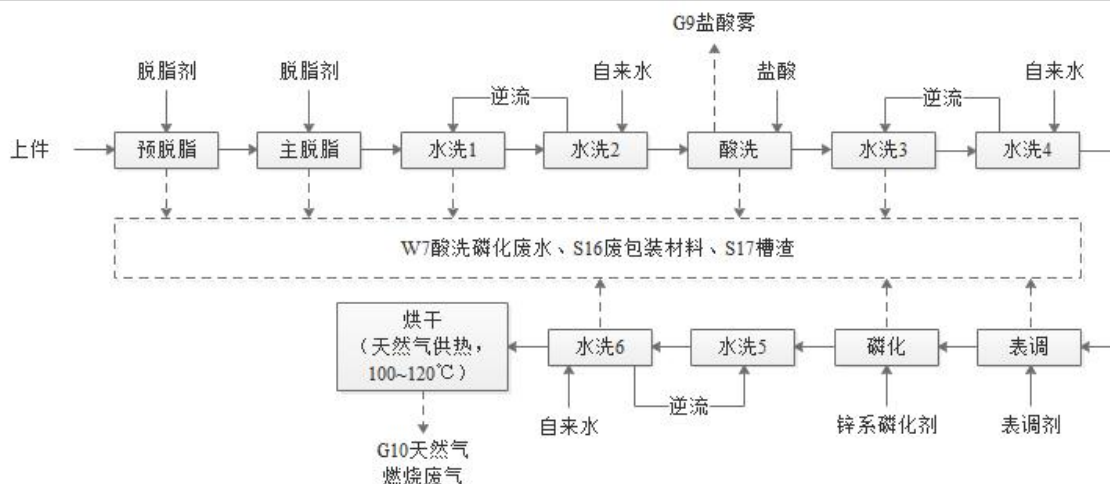 G9盐酸雾
脱脂剂
脱脂剂
自来水
盐酸
自来水
逆流
逆流
上件
预脱脂
主脱脂
水洗1
水洗2
酸洗
水洗3
水洗4
W7酸洗磷化废水、S16废包装材料、S17槽渣
烘干
（天然气供热，
100~120℃）
水洗6
水洗5
磷化
表调
自来水
逆流
锌系磷化剂
表调剂
G10天然气
燃烧废气